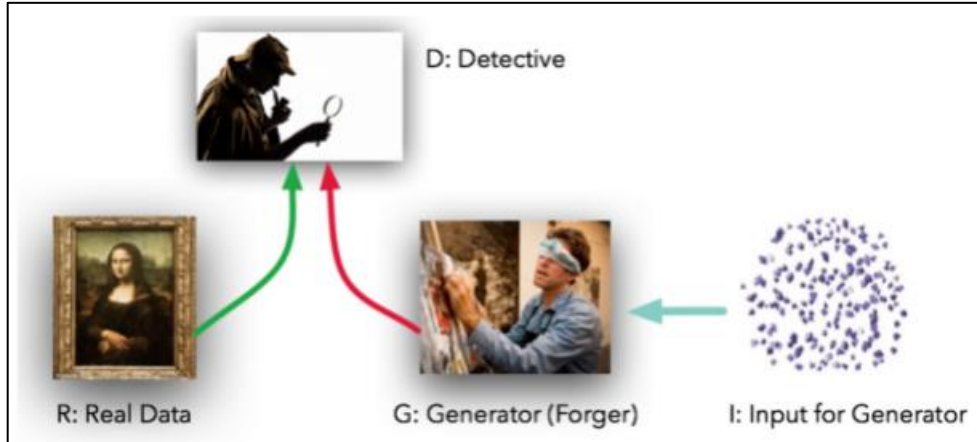 D: Detective
R: Real Data
G: Generator (Forger)
I: Input for Generator